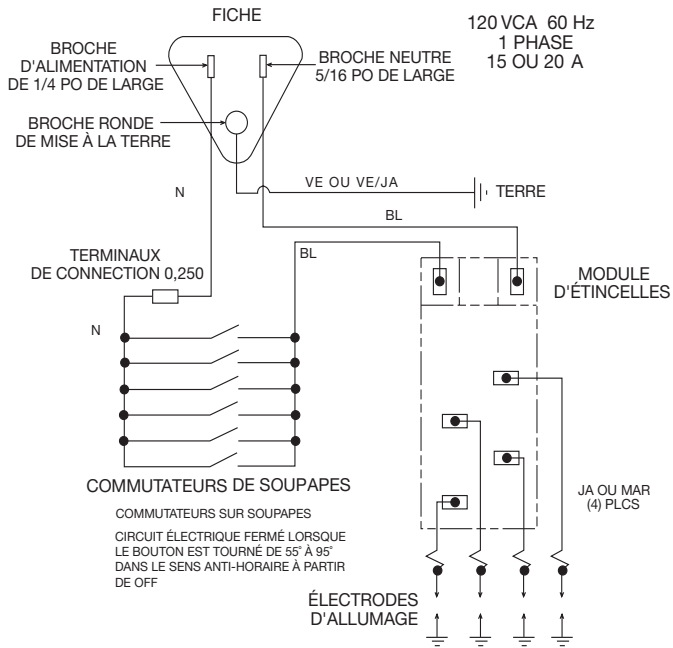 FICHE
120 VCA 60 Hz
1 PHASE
15 OU 20 A
BROCHE
D'ALIMENTATION
DE 1/4 PO DE LARGE
BROCHE NEUTRE
5/16 PO DE LARGE
BROCHE RONDE
DE MISE À LA TERRE
N
VE OU VE/JA
TERRE
BL
BL
TERMINAUX
DE CONNECTION 0,250
MODULE
D'ÉTINCELLES
N
COMMUTATEURS DE SOUPAPES
COMMUTATEURS SUR SOUPAPES
CIRCUIT ÉLECTRIQUE FERMÉ LORSQUE
LE BOUTON EST TOURNÉ DE 55° À 95°
DANS LE SENS ANTI-HORAIRE À PARTIR
DE OFF
JA OU MAR
(4) PLCS
ÉLECTRODES
D'ALLUMAGE